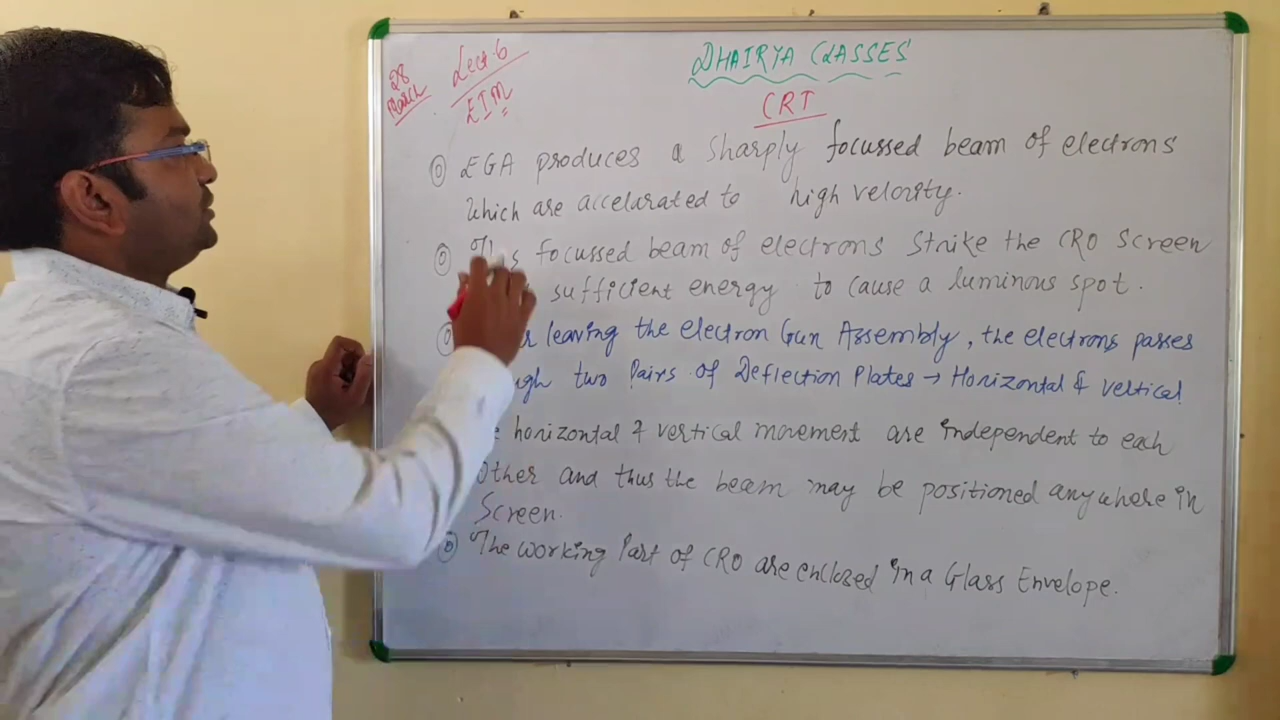 28
March
Lect-6
EIM
DHAIRYA CLASSES
CRT
EGA produces a sharply focussed beam of electrons
which are accelarated to high velocity.
focussed beam of electrons strike the CRO Screen
sufficient energy to cause a luminous spot.
leaving the electron Gun Assembly, the electrons passes
two Pairs of Deflection Plates → Horizontal & vertical
horizontal & vertical movement are independent to each
Other and thus the beam may be positioned anywhere in
Screen.
The working Part of CRO are enclosed in a Glass Envelope.